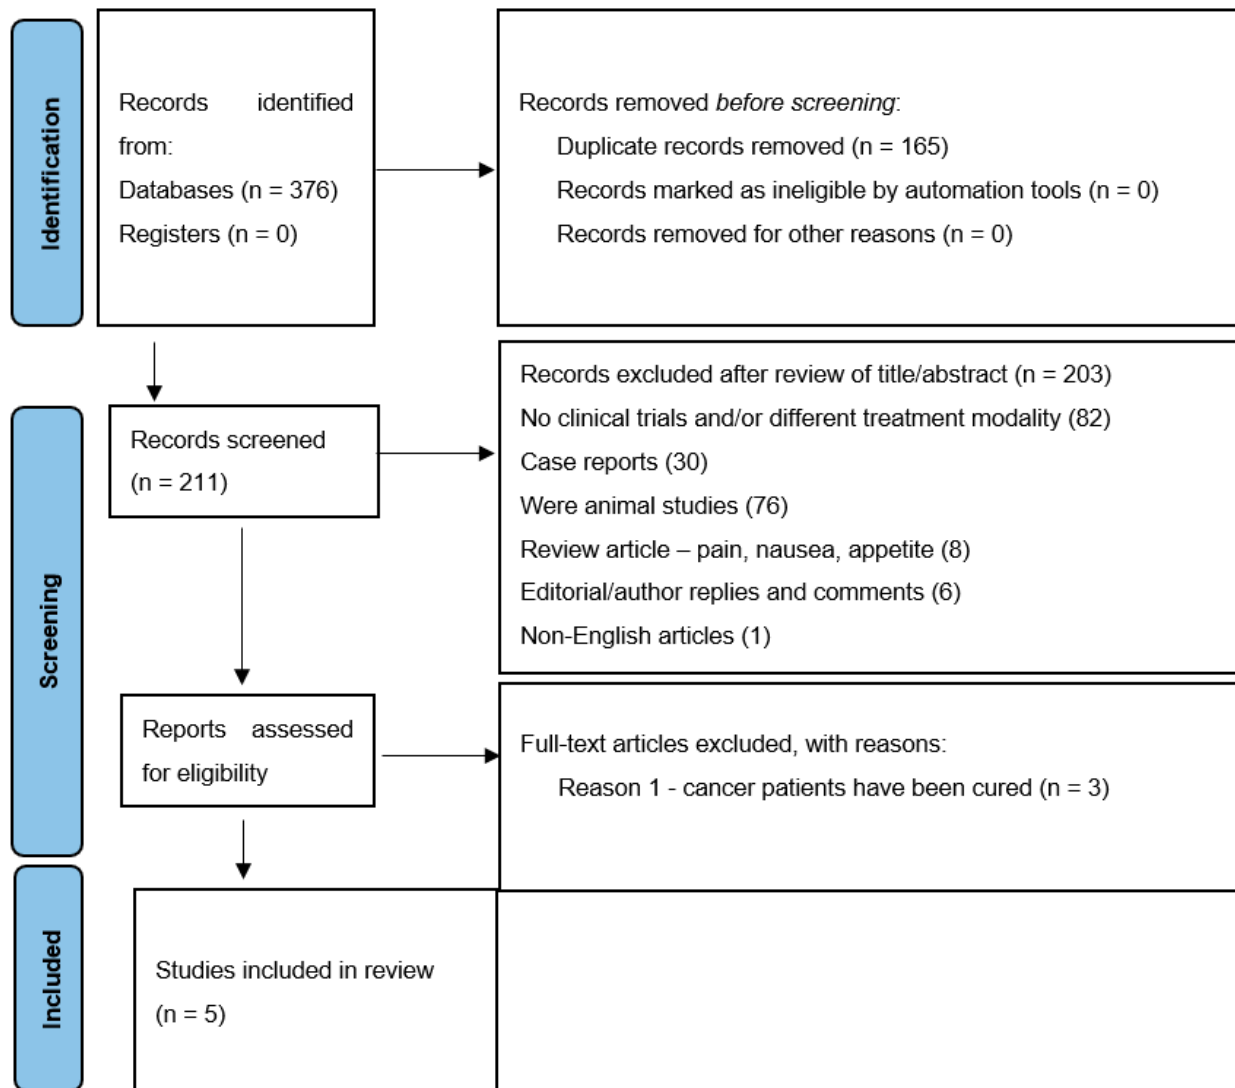 Identification
Records identified
from:
Databases (n = 376)
Registers (n = 0)
Records removed before screening:
Duplicate records removed (n = 165)
Records marked as ineligible by automation tools (n = 0)
Records removed for other reasons (n = 0)
Screening
Records screened
(n = 211)
Records excluded after review of title/abstract (n = 203)
No clinical trials and/or different treatment modality (82)
Case reports (30)
Were animal studies (76)
Review article – pain, nausea, appetite (8)
Editorial/author replies and comments (6)
Non-English articles (1)
Reports assessed
for eligibility
Full-text articles excluded, with reasons:
Reason 1 - cancer patients have been cured (n = 3)
Included
Studies included in review
(n = 5)